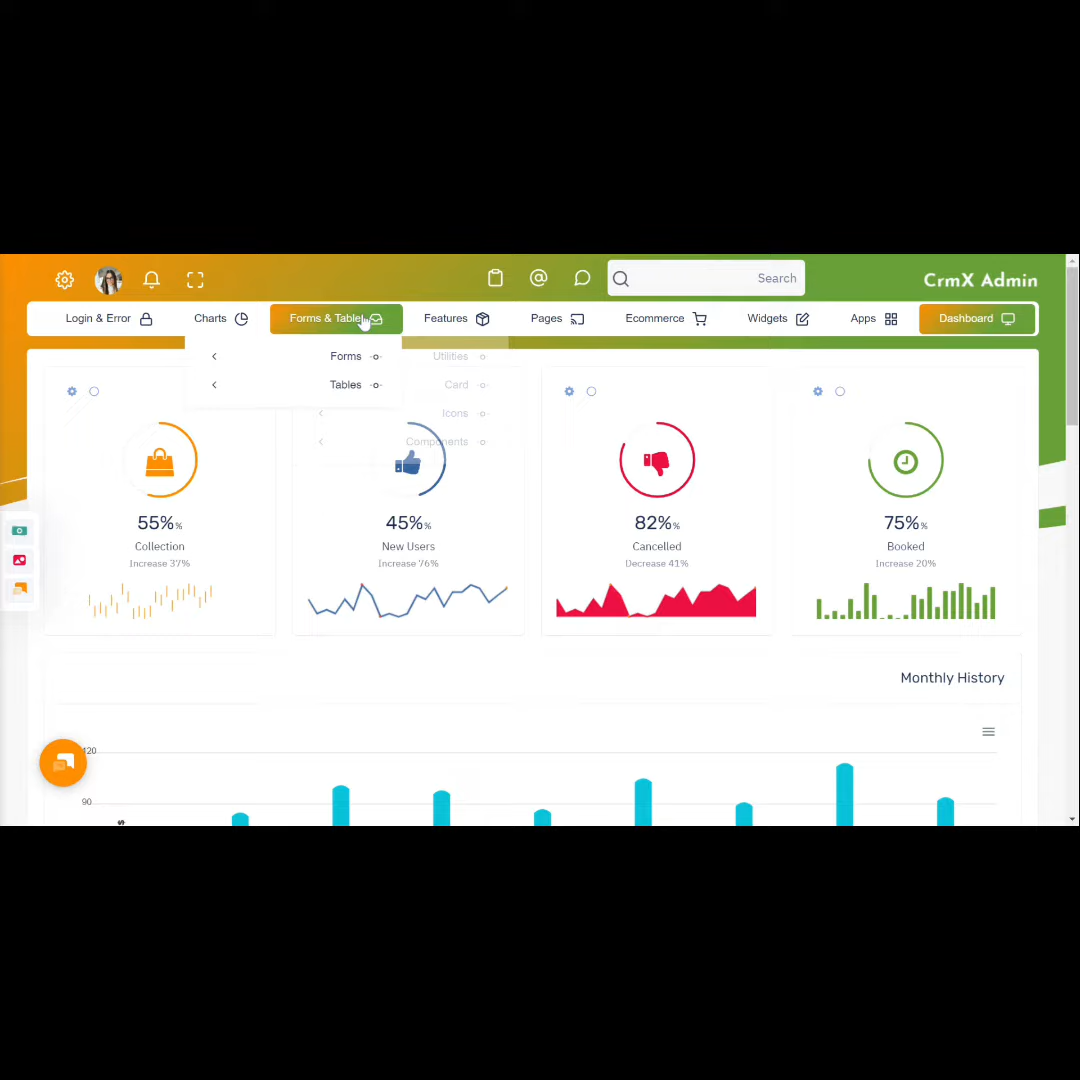 Search
CrmX Admin
Login & Error
Charts
Forms & Tables
Features
Pages
Ecommerce
Widgets
Apps
Dashboard
Forms
Tables
Utilities
Card
Icons
Components
55%%
Collection
Increase 37%
45%%
New Users
Increase 76%
82%%
Cancelled
Decrease 41%
75%%
Booked
Increase 20%
Monthly History
120
90